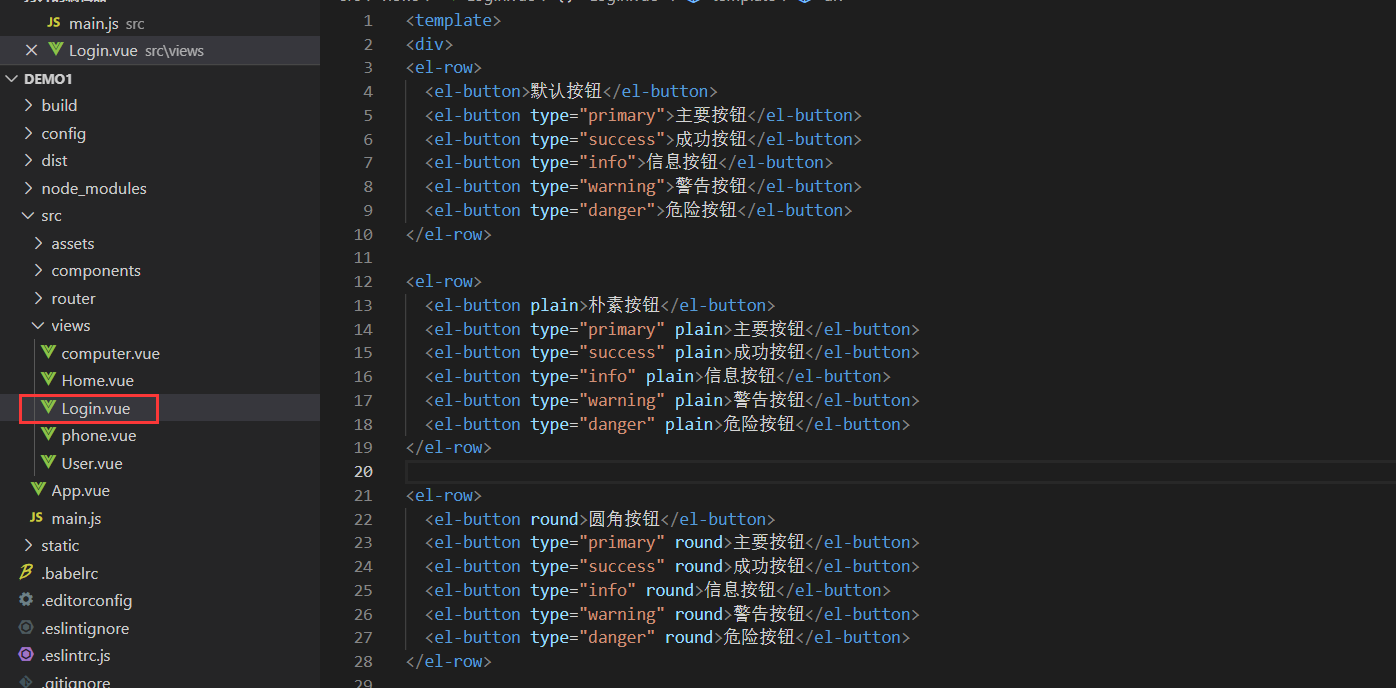 JS main.js src
Login.vue src\views
DEMO1
build
config
dist
node_modules
src
assets
components
router
views
computer.vue
Home.vue
Login.vue
phone.vue
User.vue
App.vue
JS main.js
static
.babelrc
.editorconfig
.eslintignore
.eslintrc.js
.gitignore
1 <template>
2 <div>
3 <el-row>
4 <el-button>默认按钮</el-button>
5 <el-button type="primary">主要按钮</el-button>
6 <el-button type="success">成功按钮</el-button>
7 <el-button type="info">信息按钮</el-button>
8 <el-button type="warning">警告按钮</el-button>
9 <el-button type="danger">危险按钮</el-button>
10 </el-row>
11
12 <el-row>
13 <el-button plain>朴素按钮</el-button>
14 <el-button type="primary" plain>主要按钮</el-button>
15 <el-button type="success" plain>成功按钮</el-button>
16 <el-button type="info" plain>信息按钮</el-button>
17 <el-button type="warning" plain>警告按钮</el-button>
18 <el-button type="danger" plain>危险按钮</el-button>
19 </el-row>
20
21 <el-row>
22 <el-button round>圆角按钮</el-button>
23 <el-button type="primary" round>主要按钮</el-button>
24 <el-button type="success" round>成功按钮</el-button>
25 <el-button type="info" round>信息按钮</el-button>
26 <el-button type="warning" round>警告按钮</el-button>
27 <el-button type="danger" round>危险按钮</el-button>
28 </el-row>
29